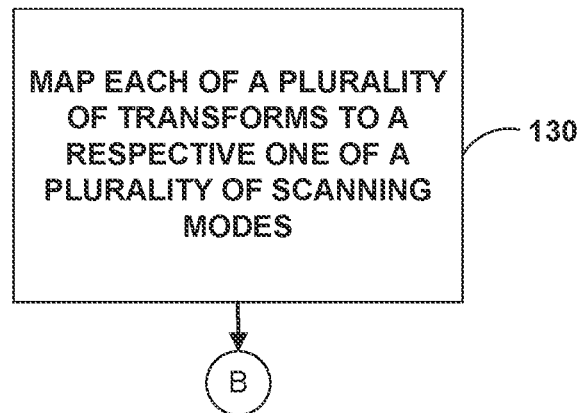 MAP EACH OF A PLURALITY
OF TRANSFORMS TO A
RESPECTIVE ONE OF A
PLURALITY OF SCANNING
MODES
130
B